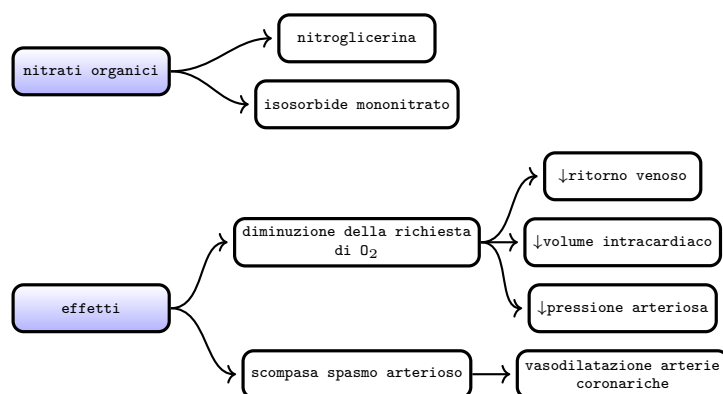 nitroglicerina
nitrati organici
isosorbide mononitrato
↓ritorno venoso
diminuzione della richiesta
di O₂
↓volume intracardiaco
effetti
↓pressione arteriosa
scompasa spasmo arterioso
vasodilatazione arterie
coronariche